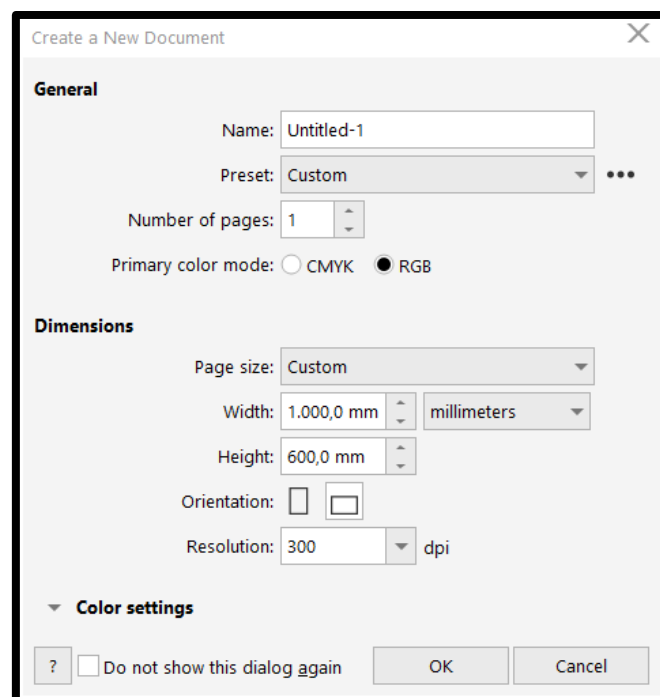 Create a New Document
General
Name: Untitled-1
Preset: Custom
Number of pages: 1
Primary color mode: CMYK RGB
Dimensions
Page size: Custom
Width: 1.000,0 mm millimeters
Height: 600,0 mm
Orientation:
Resolution: 300 dpi
Color settings
? Do not show this dialog again OK Cancel